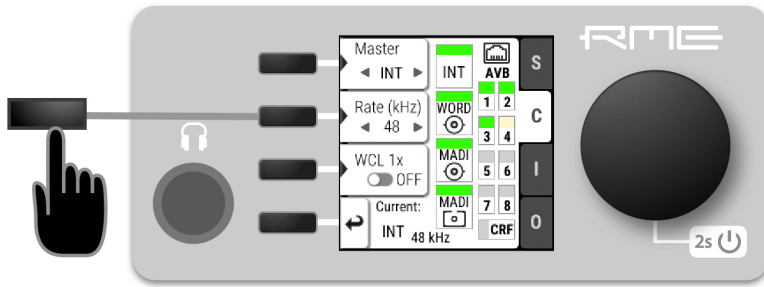 RME
Master
INT
Rate (kHz)
48
WCL 1x
OFF
Current:
INT 48 kHz
INT
WORD
MADI
MADI
AVB
1 2
3 4
5 6
7 8
CRF
S
C
I
O
2s